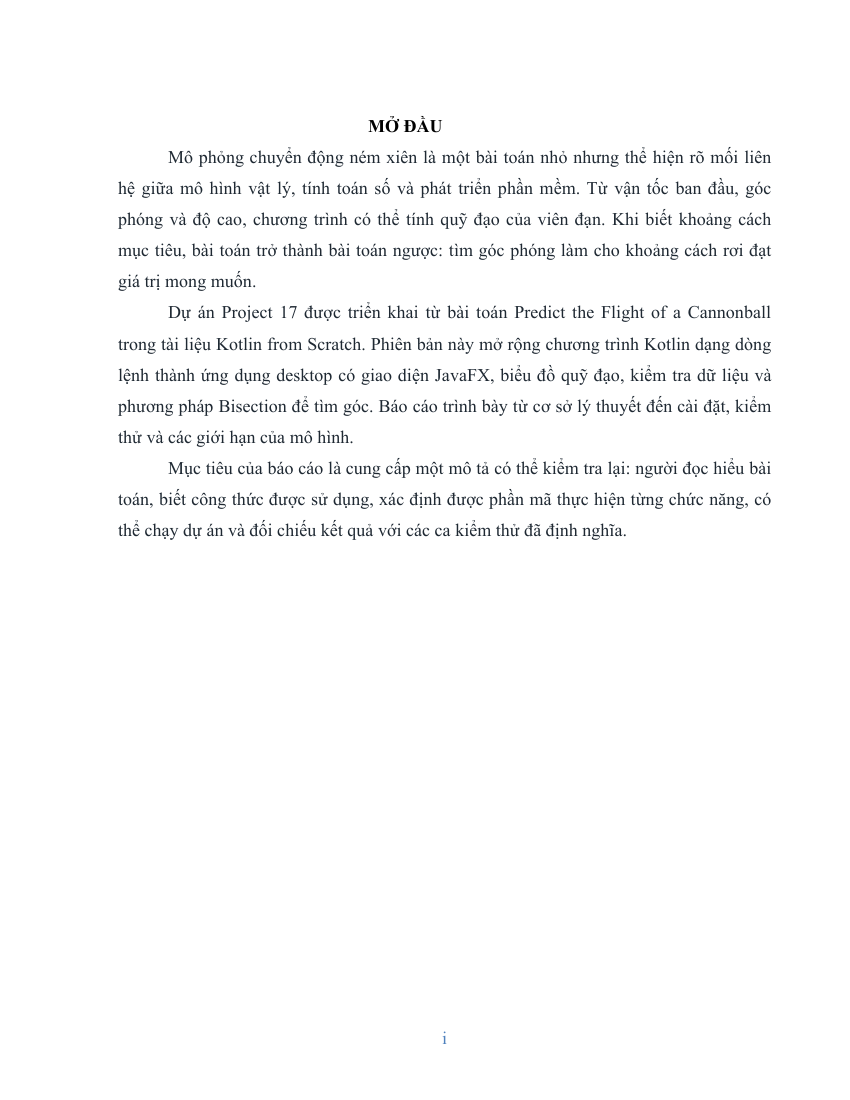 MỞ ĐẦU
Mô phỏng chuyển động ném xiên là một bài toán nhỏ nhưng thể hiện rõ mối liên
hệ giữa mô hình vật lý, tính toán số và phát triển phần mềm. Từ vận tốc ban đầu, góc
phóng và độ cao, chương trình có thể tính quỹ đạo của viên đạn. Khi biết khoảng cách
mục tiêu, bài toán trở thành bài toán ngược: tìm góc phóng làm cho khoảng cách rơi đạt
giá trị mong muốn.
Dự án Project 17 được triển khai từ bài toán Predict the Flight of a Cannonball
trong tài liệu Kotlin from Scratch. Phiên bản này mở rộng chương trình Kotlin dạng dòng
lệnh thành ứng dụng desktop có giao diện JavaFX, biểu đồ quỹ đạo, kiểm tra dữ liệu và
phương pháp Bisection để tìm góc. Báo cáo trình bày từ cơ sở lý thuyết đến cài đặt, kiểm
thử và các giới hạn của mô hình.
Mục tiêu của báo cáo là cung cấp một mô tả có thể kiểm tra lại: người đọc hiểu bài
toán, biết công thức được sử dụng, xác định được phần mã thực hiện từng chức năng, có
thể chạy dự án và đối chiếu kết quả với các ca kiểm thử đã định nghĩa.
i